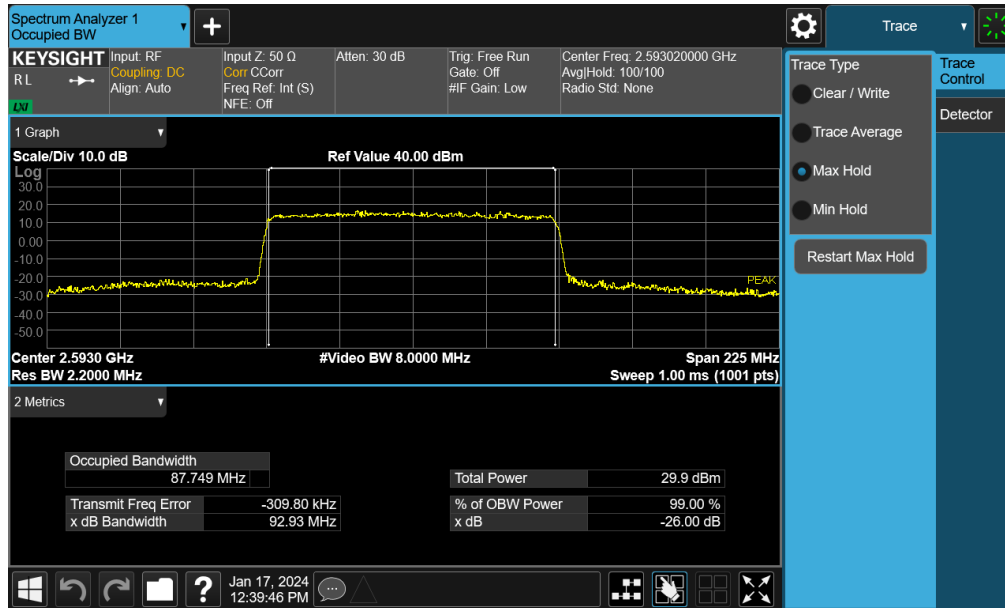 Spectrum Analyzer 1
Occupied BW
+
Trace
KEYSIGHT
R L
LXI
Input: RF
Coupling: DC
Align: Auto
Input Z: 50 Ω
Corr CCorr
Freq Ref: Int (S)
NFE: Off
Atten: 30 dB
Trig: Free Run
Gate: Off
#IF Gain: Low
Center Freq: 2.593020000 GHz
Avg|Hold: 100/100
Radio Std: None
Trace Type
Clear / Write
Trace Average
Max Hold
Min Hold
Restart Max Hold
Trace
Control
Detector
1 Graph
Scale/Div 10.0 dB
Ref Value 40.00 dBm
Log
30.0
20.0
10.0
0.00
-10.0
-20.0
-30.0
-40.0
-50.0
PEAK
Center 2.5930 GHz
#Video BW 8.0000 MHz
Span 225 MHz
Res BW 2.2000 MHz
Sweep 1.00 ms (1001 pts)
2 Metrics
Occupied Bandwidth
87.749 MHz
Total Power 29.9 dBm
Transmit Freq Error -309.80 kHz
% of OBW Power 99.00 %
x dB Bandwidth 92.93 MHz
x dB -26.00 dB
?
Jan 17, 2024
12:39:46 PM